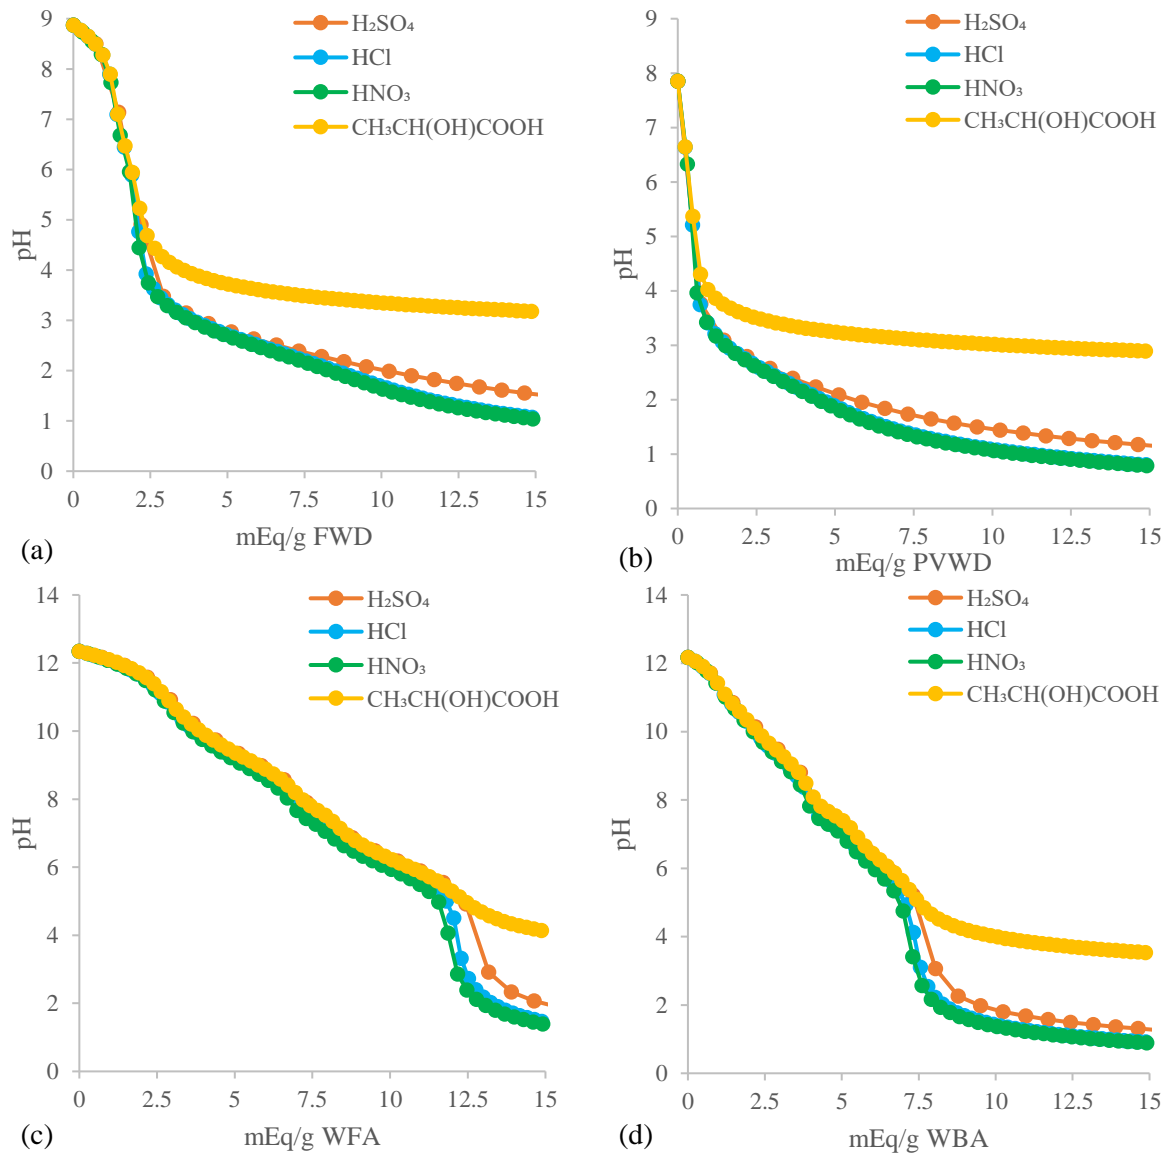 H₂SO₄
HCl
HNO₃
CH₃CH(OH)COOH
9
8
7
6
5
4
3
2
1
0
pH
0 2.5 5 7.5 10 12.5 15
mEq/g FWD
(a)
H₂SO₄
HCl
HNO₃
CH₃CH(OH)COOH
9
8
7
6
5
4
3
2
1
0
pH
0 2.5 5 7.5 10 12.5 15
mEq/g PVWD
(b)
H₂SO₄
HCl
HNO₃
CH₃CH(OH)COOH
14
12
10
8
6
4
2
0
pH
0 2.5 5 7.5 10 12.5 15
mEq/g WFA
(c)
H₂SO₄
HCl
HNO₃
CH₃CH(OH)COOH
14
12
10
8
6
4
2
0
pH
0 2.5 5 7.5 10 12.5 15
mEq/g WBA
(d)